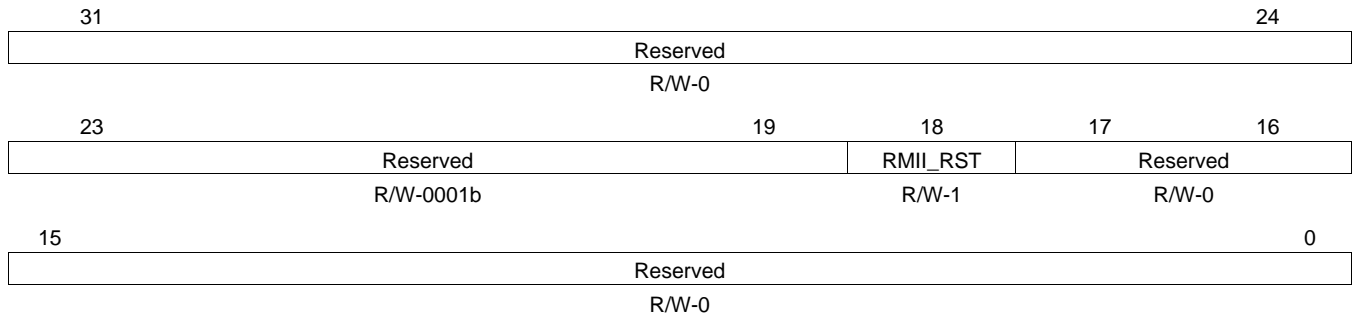 31 24
Reserved
R/W-0
23 19 18 17 16
Reserved RMII_RST Reserved
R/W-0001b R/W-1 R/W-0
15 0
Reserved
R/W-0